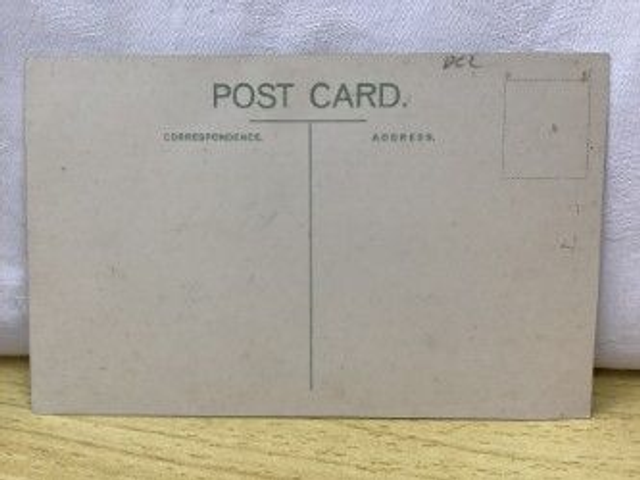 POST CARD.
CORRESPONDENCE.
ADDRESS.